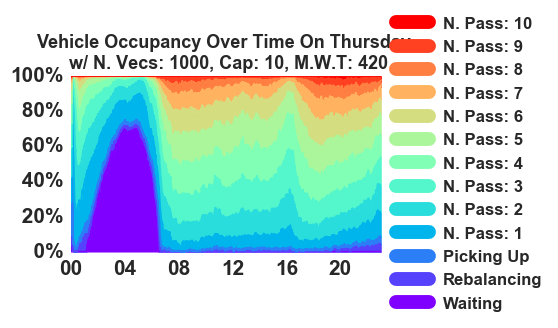 Vehicle Occupancy Over Time On Thursday
w/ N. Vecs: 1000, Cap: 10, M.W.T: 420
100%
80%
60%
40%
20%
0%
00 04 08 12 16 20
N. Pass: 10
N. Pass: 9
N. Pass: 8
N. Pass: 7
N. Pass: 6
N. Pass: 5
N. Pass: 4
N. Pass: 3
N. Pass: 2
N. Pass: 1
Picking Up
Rebalancing
Waiting